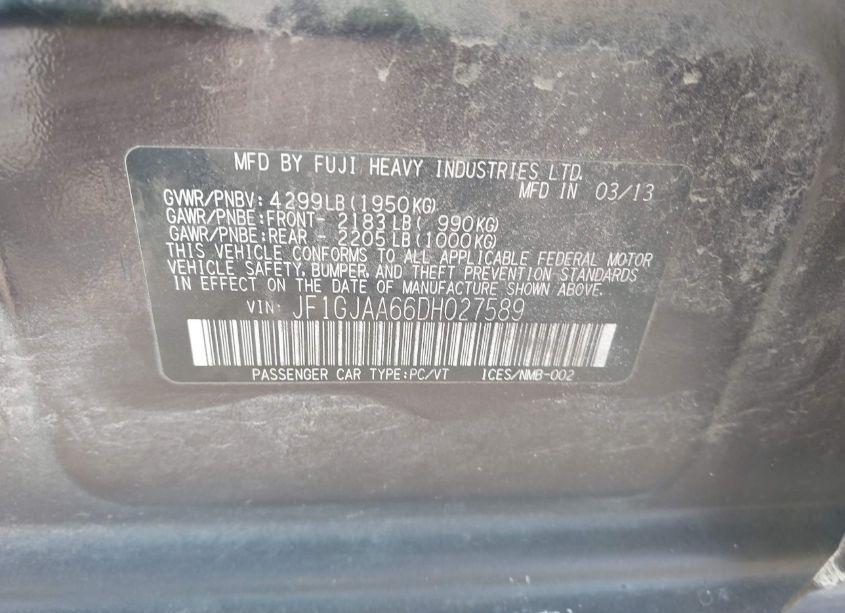 MFD BY FUJI HEAVY INDUSTRIES LTD.
MFD IN 03/13
GVWR/PNBV: 4299LB(1950KG)
GAWR/PNBE:FRONT- 2183LB( 990KG)
GAWR/PNBE:REAR - 2205LB(1000KG)
THIS VEHICLE CONFORMS TO ALL APPLICABLE FEDERAL MOTOR
VEHICLE SAFETY, BUMPER, AND THEFT PREVENTION STANDARDS
IN EFFECT ON THE DATE OF MANUFACTURE SHOWN ABOVE.
VIN: JF1GJAA66DH027589
PASSENGER CAR TYPE:PC/VT ICES/NMB-002